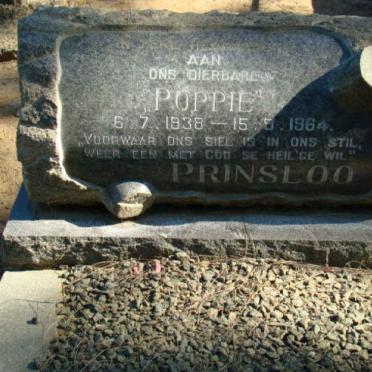 AAN
ONS DIERBARE
"POPPIE"
6. 7. 1938 — 15. 9. 1964.
"VOORWAAR ONS SIEL IS IN ONS STIL,
WEER EEN MET GOD SE HEIL'GE WIL"
PRINSLOO